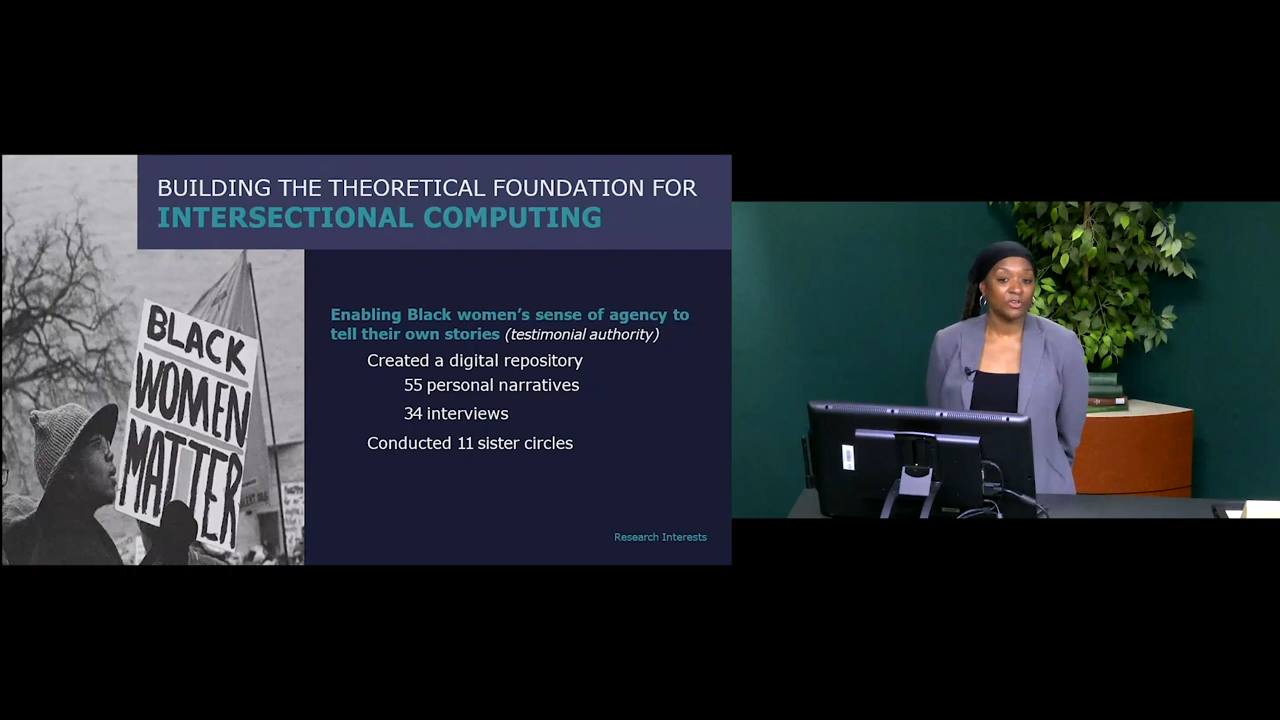 BUILDING THE THEORETICAL FOUNDATION FOR
INTERSECTIONAL COMPUTING
BLACK
WOMEN
MATTER
Enabling Black women's sense of agency to
tell their own stories (testimonial authority)
Created a digital repository
55 personal narratives
34 interviews
Conducted 11 sister circles
Research Interests